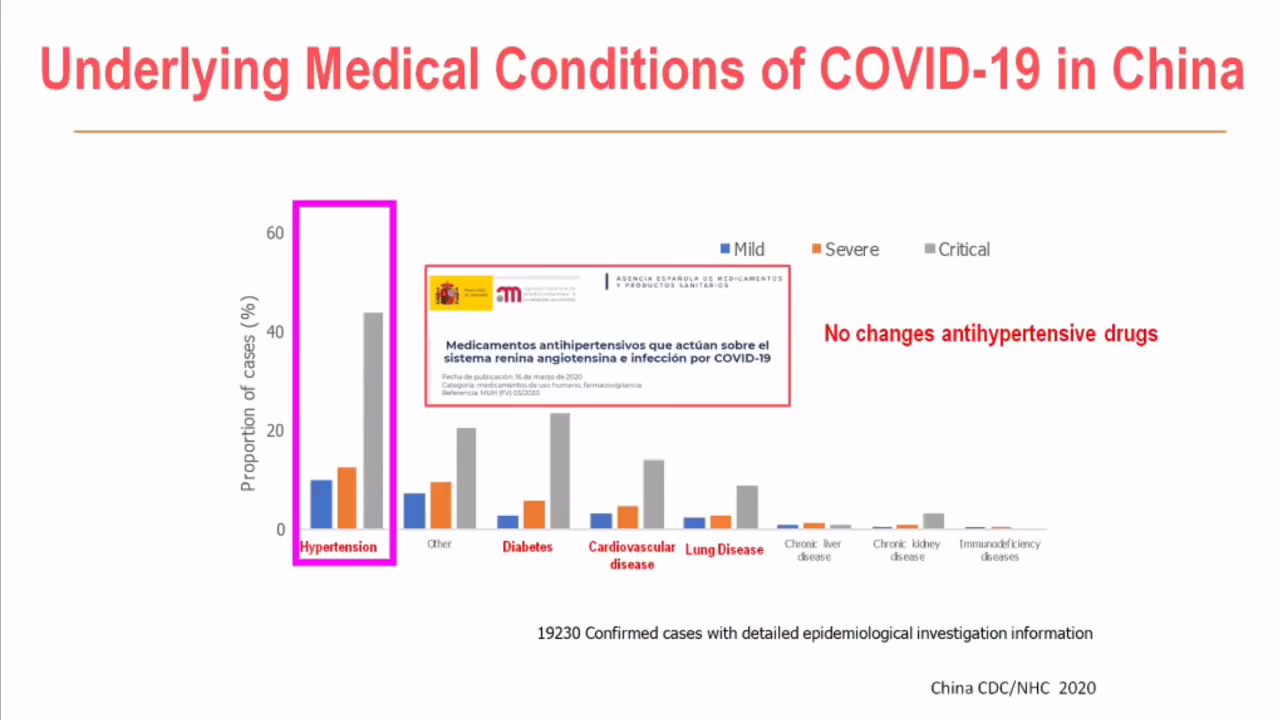 Underlying Medical Conditions of COVID-19 in China
60
40
20
0
Proportion of cases (%)
Mild
Severe
Critical
AGENCIA ESPAÑOLA DE MEDICAMENTOS
Y PRODUCTOS SANITARIOS
Medicamentos antihipertensivos que actúan sobre el
sistema renina angiotensina e infección por COVID-19
Fecha de publicación: 16 de marzo de 2020
Categoría: medicamentos de uso humano, farmacovigilancia
Referencia: MUH (FV) 05/2020
No changes antihypertensive drugs
Hypertension
Other
Diabetes
Cardiovascular
disease
Lung Disease
Chronic liver
disease
Chronic kidney
disease
Immunodeficiency
diseases
19230 Confirmed cases with detailed epidemiological investigation information
China CDC/NHC 2020